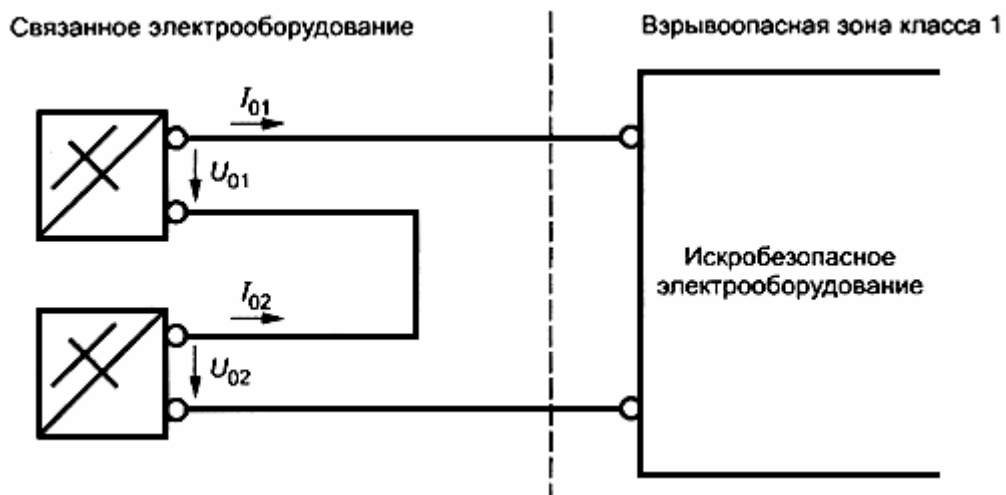 Связанное электрооборудование
Взрывоопасная зона класса 1
I01
U01
I02
U02
Искробезопасное
электрооборудование